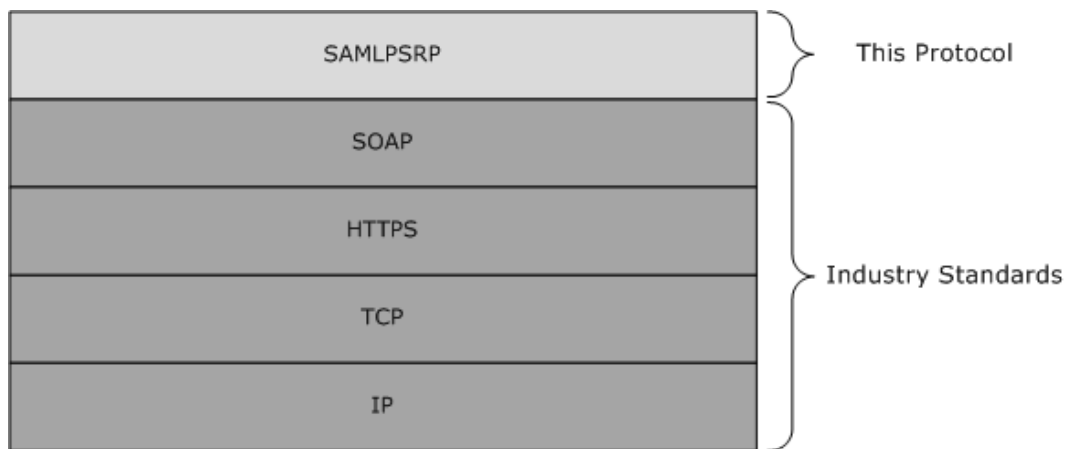 SAMLPSRP
This Protocol
SOAP
HTTPS
Industry Standards
TCP
IP